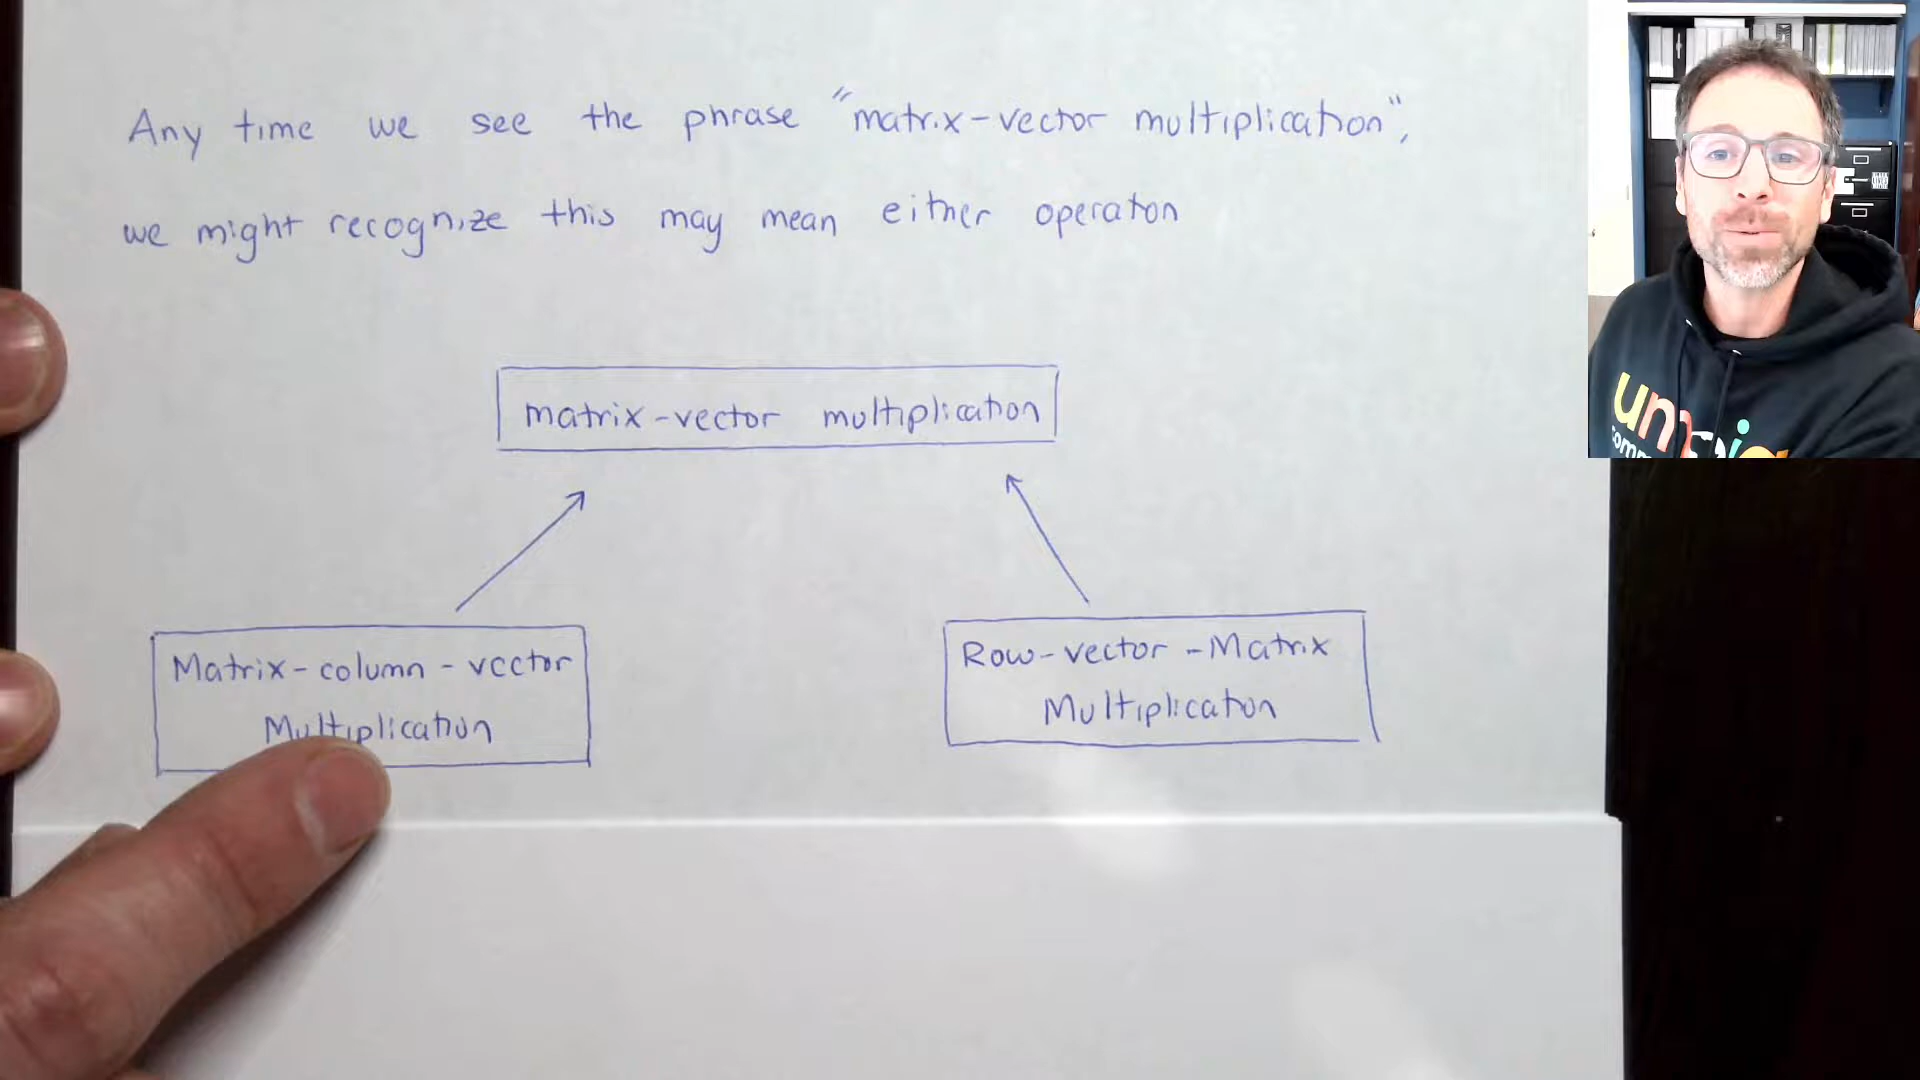 Any time we see the phrase "matrix-vector multiplication",
we might recognize this may mean either operaton
matrix-vector multiplication
Matrix-column-vector
Multiplication
Row-vector-Matrix
Multiplication